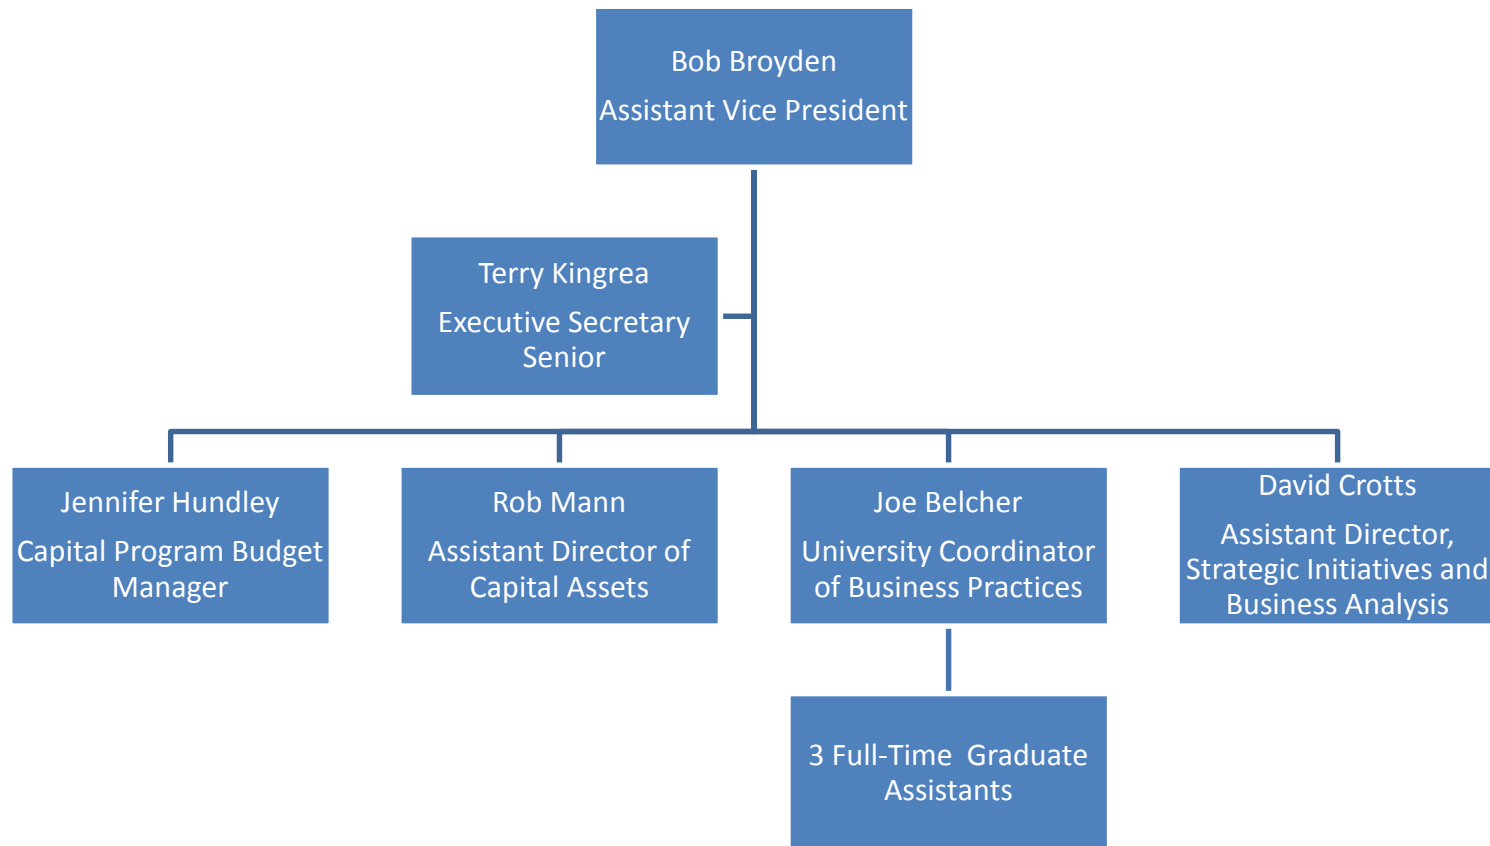 Bob Broyden
Assistant Vice President
Terry Kingrea
Executive Secretary
Senior
Jennifer Hundley
Capital Program Budget
Manager
Rob Mann
Assistant Director of
Capital Assets
Joe Belcher
University Coordinator
of Business Practices
David Crotts
Assistant Director,
Strategic Initiatives and
Business Analysis
3 Full-Time  Graduate
Assistants